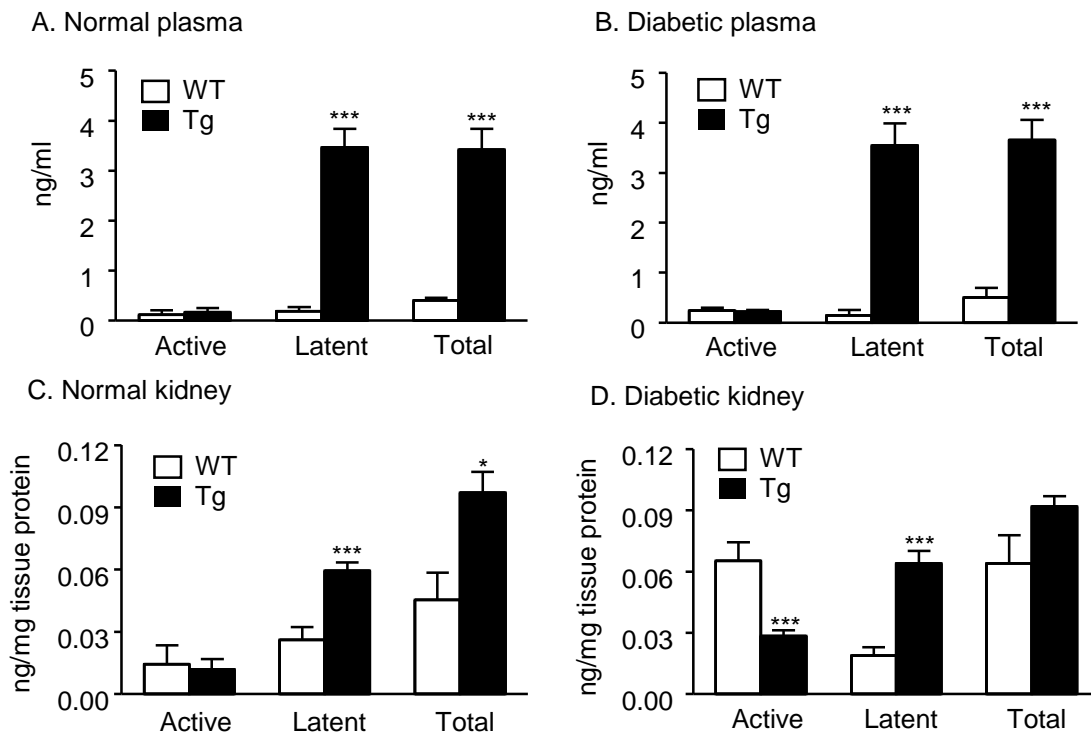 A. Normal plasma
5
4
3
2
1
0
ng/ml
WT
Tg
***
***
Active Latent Total
B. Diabetic plasma
5
4
3
2
1
0
ng/ml
WT
Tg
***
***
Active Latent Total
C. Normal kidney
0.12
0.09
0.06
0.03
0.00
ng/mg tissue protein
WT
Tg
***
*
Active Latent Total
D. Diabetic kidney
0.12
0.09
0.06
0.03
0.00
ng/mg tissue protein
WT
Tg
***
***
Active Latent Total